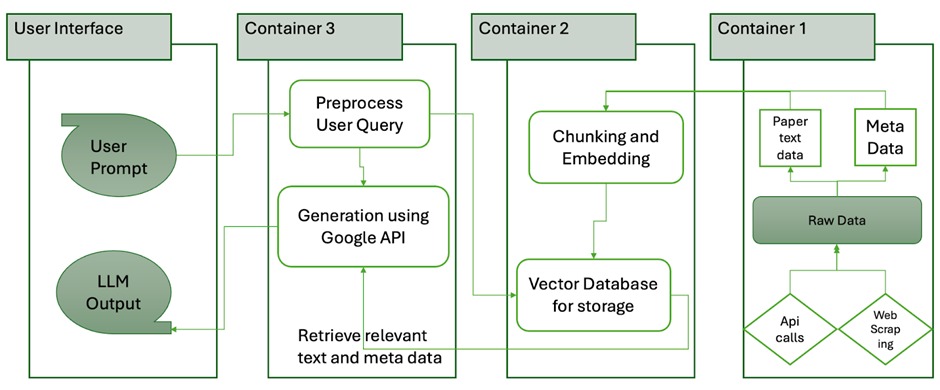 User Interface
Container 3
Container 2
Container 1
User
Prompt
Preprocess
User Query
Generation using
Google API
LLM
Output
Retrieve relevant
text and meta data
Chunking and
Embedding
Vector Database
for storage
Paper
text
data
Meta
Data
Raw Data
Api
calls
Web
Scrap
ing